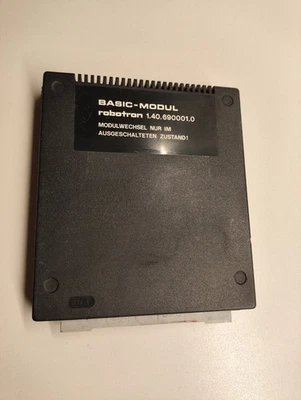 BASIC-MODUL
robotron 1.40.690001.0
MODULWECHSEL NUR IM
AUSGESCHALTETEN ZUSTAND!